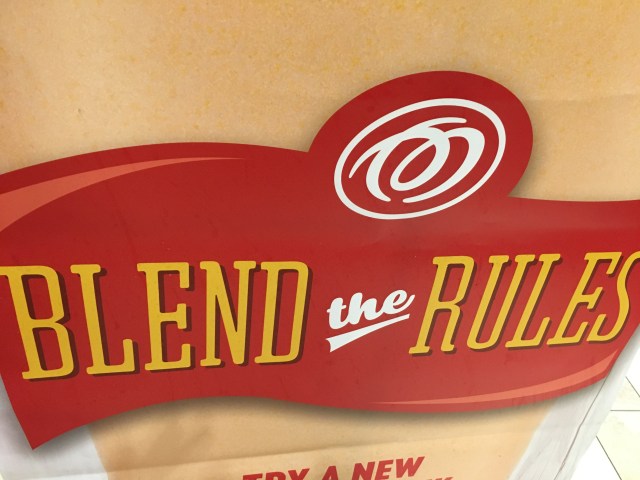 BLEND the RULES
TRY A NEW